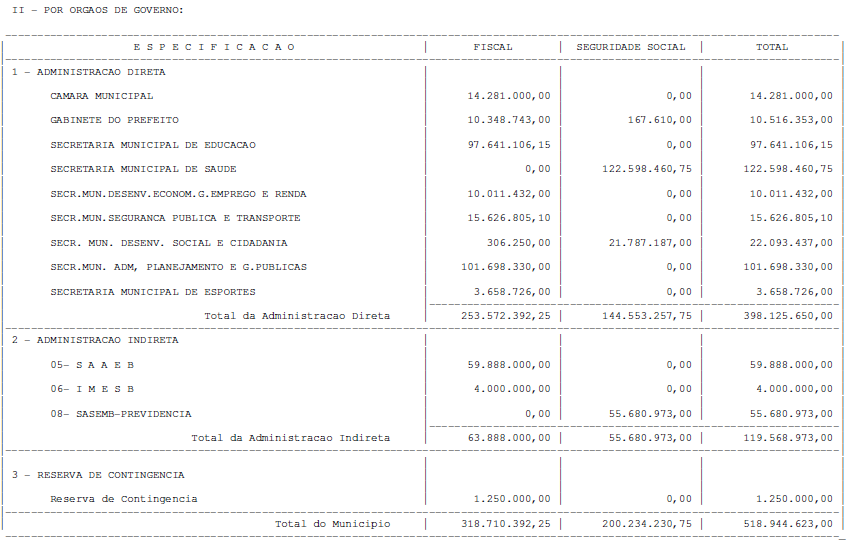 II - POR ORGAOS DE GOVERNO:
E S P E C I F I C A C A O | FISCAL | SEGURIDADE SOCIAL | TOTAL
1 - ADMINISTRACAO DIRETA
CAMARA MUNICIPAL | 14.281.000,00 | 0,00 | 14.281.000,00
GABINETE DO PREFEITO | 10.348.743,00 | 167.610,00 | 10.516.353,00
SECRETARIA MUNICIPAL DE EDUCACAO | 97.641.106,15 | 0,00 | 97.641.106,15
SECRETARIA MUNICIPAL DE SAUDE | 0,00 | 122.598.460,75 | 122.598.460,75
SECR.MUN.DESENV.ECONOM.G.EMPREGO E RENDA | 10.011.432,00 | 0,00 | 10.011.432,00
SECR.MUN.SEGURANCA PUBLICA E TRANSPORTE | 15.626.805,10 | 0,00 | 15.626.805,10
SECR. MUN. DESENV. SOCIAL E CIDADANIA | 306.250,00 | 21.787.187,00 | 22.093.437,00
SECR.MUN. ADM, PLANEJAMENTO E G.PUBLICAS | 101.698.330,00 | 0,00 | 101.698.330,00
SECRETARIA MUNICIPAL DE ESPORTES | 3.658.726,00 | 0,00 | 3.658.726,00
Total da Administracao Direta | 253.572.392,25 | 144.553.257,75 | 398.125.650,00
2 - ADMINISTRACAO INDIRETA
05- S A A E B | 59.888.000,00 | 0,00 | 59.888.000,00
06- I M E S B | 4.000.000,00 | 0,00 | 4.000.000,00
08- SASEMB-PREVIDENCIA | 0,00 | 55.680.973,00 | 55.680.973,00
Total da Administracao Indireta | 63.888.000,00 | 55.680.973,00 | 119.568.973,00
3 - RESERVA DE CONTINGENCIA
Reserva de Contingencia | 1.250.000,00 | 0,00 | 1.250.000,00
Total do Municipio | 318.710.392,25 | 200.234.230,75 | 518.944.623,00